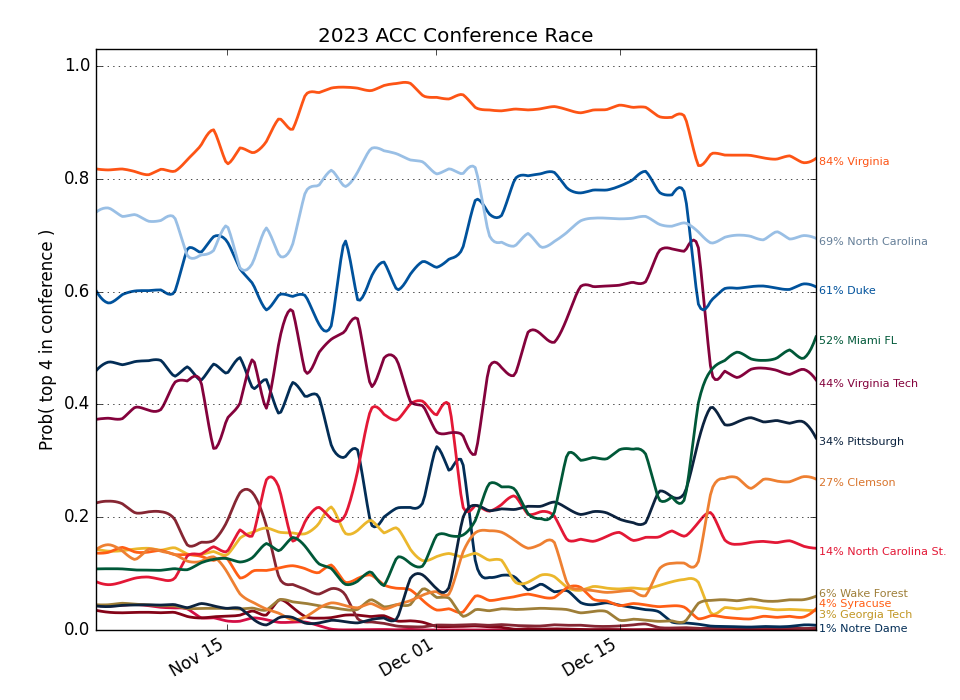 2023 ACC Conference Race
Prob( top 4 in conference )
1.0
0.8
0.6
0.4
0.2
0.0
Nov 15
Dec 01
Dec 15
84% Virginia
69% North Carolina
61% Duke
52% Miami FL
44% Virginia Tech
34% Pittsburgh
27% Clemson
14% North Carolina St.
6% Wake Forest
4% Syracuse
3% Georgia Tech
1% Notre Dame